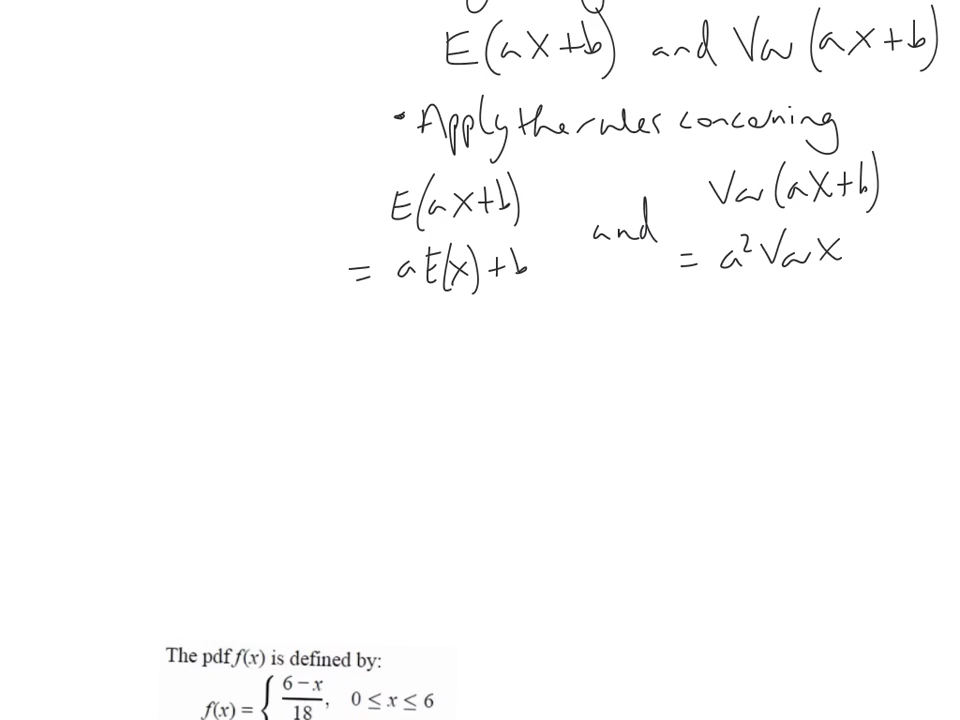 E(aX+b) and Var(aX+b)
• Apply the rules concerning
E(aX+b) and Var(aX+b)
= aE(X)+b = a²VarX
The pdf f(x) is defined by:
f(x) = { 6 − x / 18 , 0 ≤ x ≤ 6